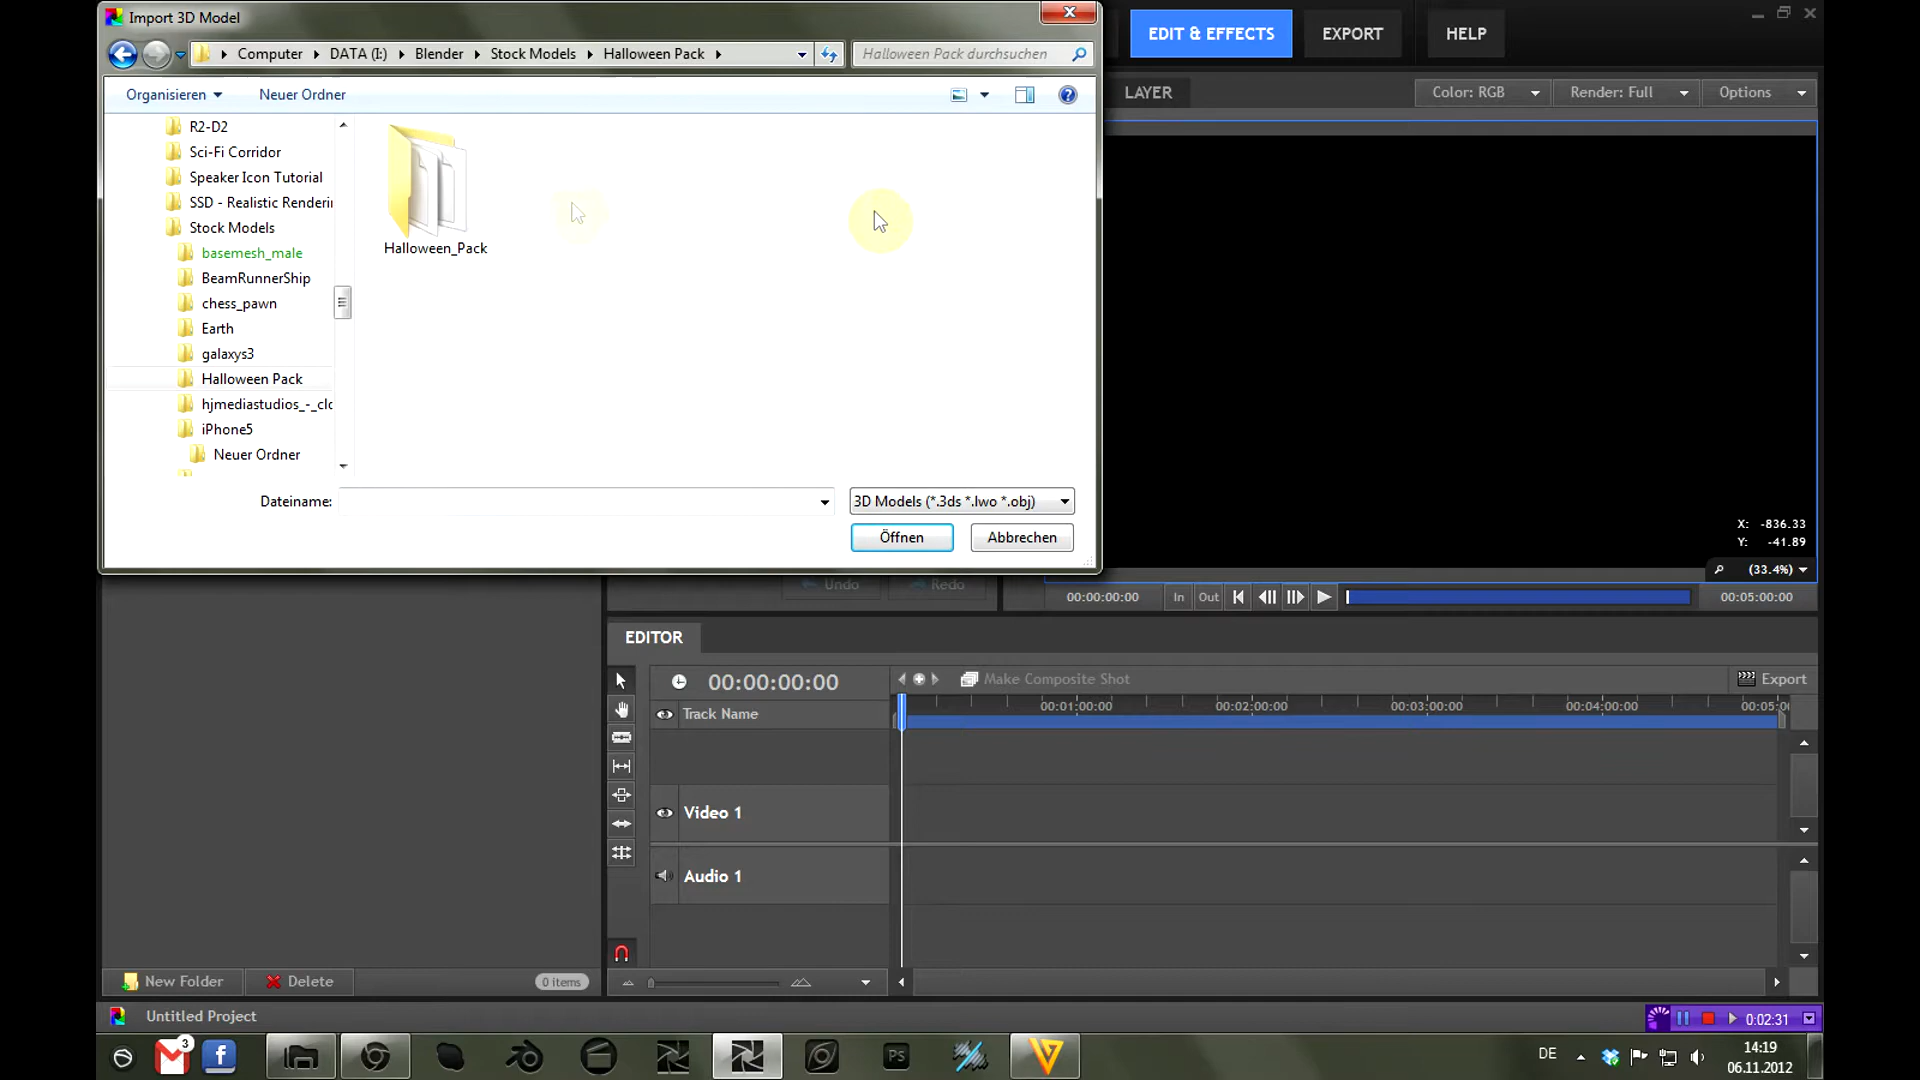 Import 3D Model
EDIT & EFFECTS
EXPORT
HELP
Computer
DATA (I:)
Blender
Stock Models
Halloween Pack
Halloween Pack durchsuchen
Organisieren
Neuer Ordner
LAYER
Color: RGB
Render: Full
Options
R2-D2
Sci-Fi Corridor
Speaker Icon Tutorial
SSD - Realistic Renderin
Stock Models
basemesh_male
BeamRunnerShip
chess_pawn
Earth
galaxys3
Halloween Pack
hjmediastudios_-_clo
iPhone5
Neuer Ordner
Halloween_Pack
Dateiname:
3D Models (*.3ds *.lwo *.obj)
Öffnen
Abbrechen
X: -836.33
Y: -41.89
(33.4%)
Undo
Redo
00:00:00:00
In
Out
00:05:00:00
EDITOR
00:00:00:00
Make Composite Shot
Export
Track Name
00:01:00:00
00:02:00:00
00:03:00:00
00:04:00:00
Video 1
Audio 1
New Folder
Delete
0 items
Untitled Project
0:02:31
3
Ps
DE
14:19
06.11.2012